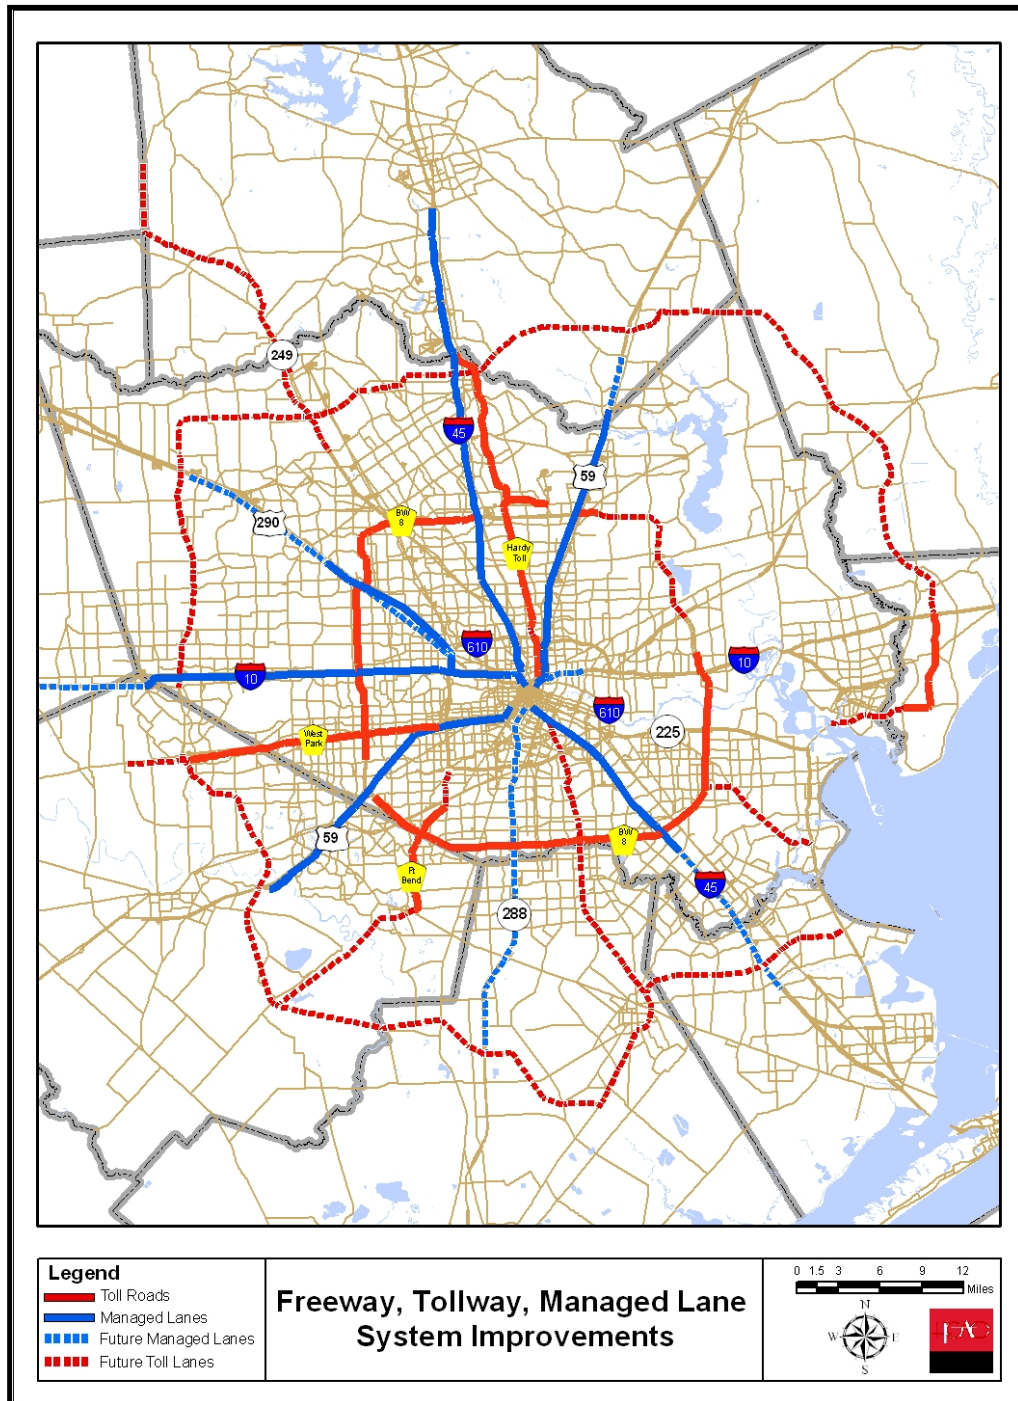 249
45
59
290
BW
8
Hardy
Toll
610
10
10
610
225
West
Park
59
BW
8
Ft
Bend
45
288
Legend
Toll Roads
Managed Lanes
Future Managed Lanes
Future Toll Lanes
Freeway, Tollway, Managed Lane
System Improvements
0 1.5 3 6 9 12
Miles
N
W E
S